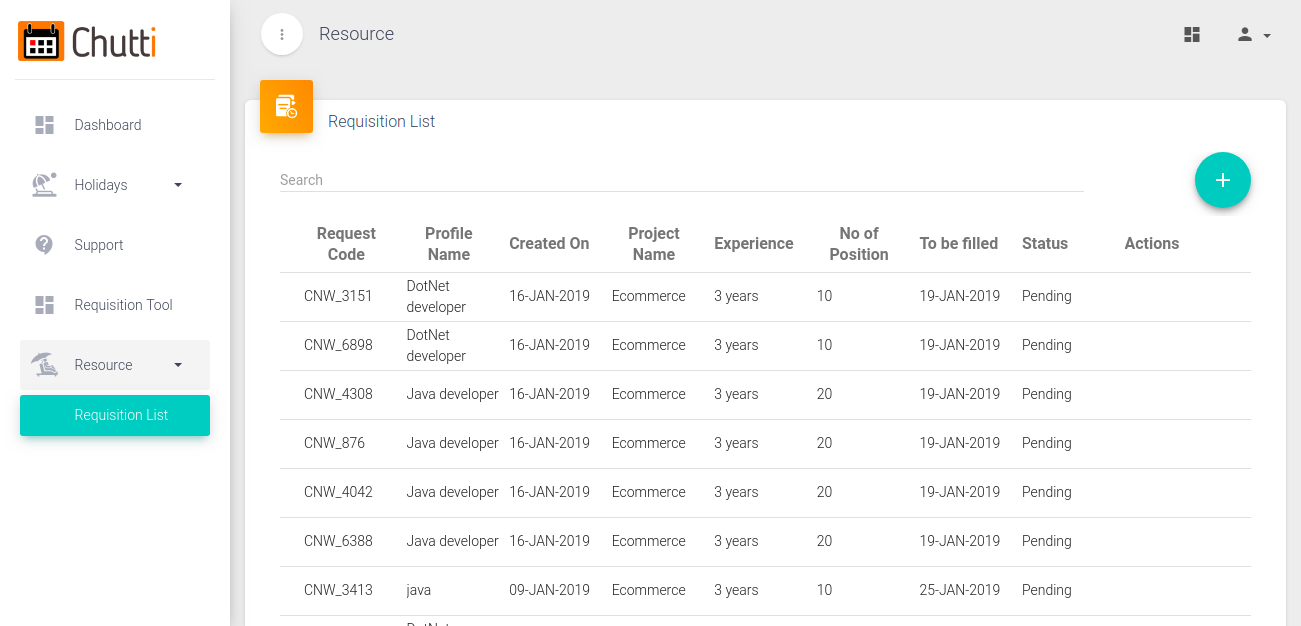 Chutti
Resource
Dashboard
Holidays
Support
Requisition Tool
Resource
Requisition List
Requisition List
Search
Request Code Profile Name Created On Project Name Experience No of Position To be filled Status Actions
CNW_3151 DotNet developer 16-JAN-2019 Ecommerce 3 years 10 19-JAN-2019 Pending
CNW_6898 DotNet developer 16-JAN-2019 Ecommerce 3 years 10 19-JAN-2019 Pending
CNW_4308 Java developer 16-JAN-2019 Ecommerce 3 years 20 19-JAN-2019 Pending
CNW_876 Java developer 16-JAN-2019 Ecommerce 3 years 20 19-JAN-2019 Pending
CNW_4042 Java developer 16-JAN-2019 Ecommerce 3 years 20 19-JAN-2019 Pending
CNW_6388 Java developer 16-JAN-2019 Ecommerce 3 years 20 19-JAN-2019 Pending
CNW_3413 java 09-JAN-2019 Ecommerce 3 years 10 25-JAN-2019 Pending